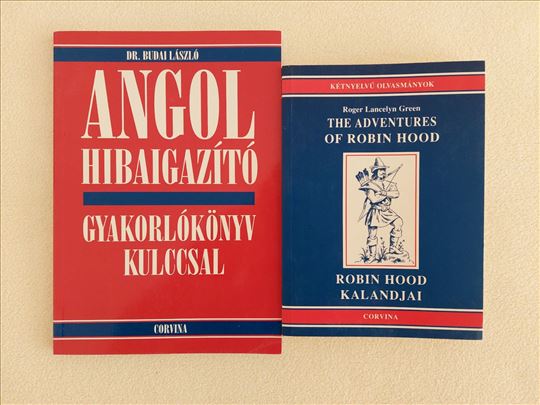 DR. BUDAI LÁSZLÓ
ANGOL
HIBAIGAZÍTÓ
GYAKORLÓKÖNYV
KULCCSAL
CORVINA
KÉTNYELVŰ OLVASMÁNYOK
Roger Lancelyn Green
THE ADVENTURES
OF ROBIN HOOD
ROBIN HOOD
KALANDJAI
CORVINA